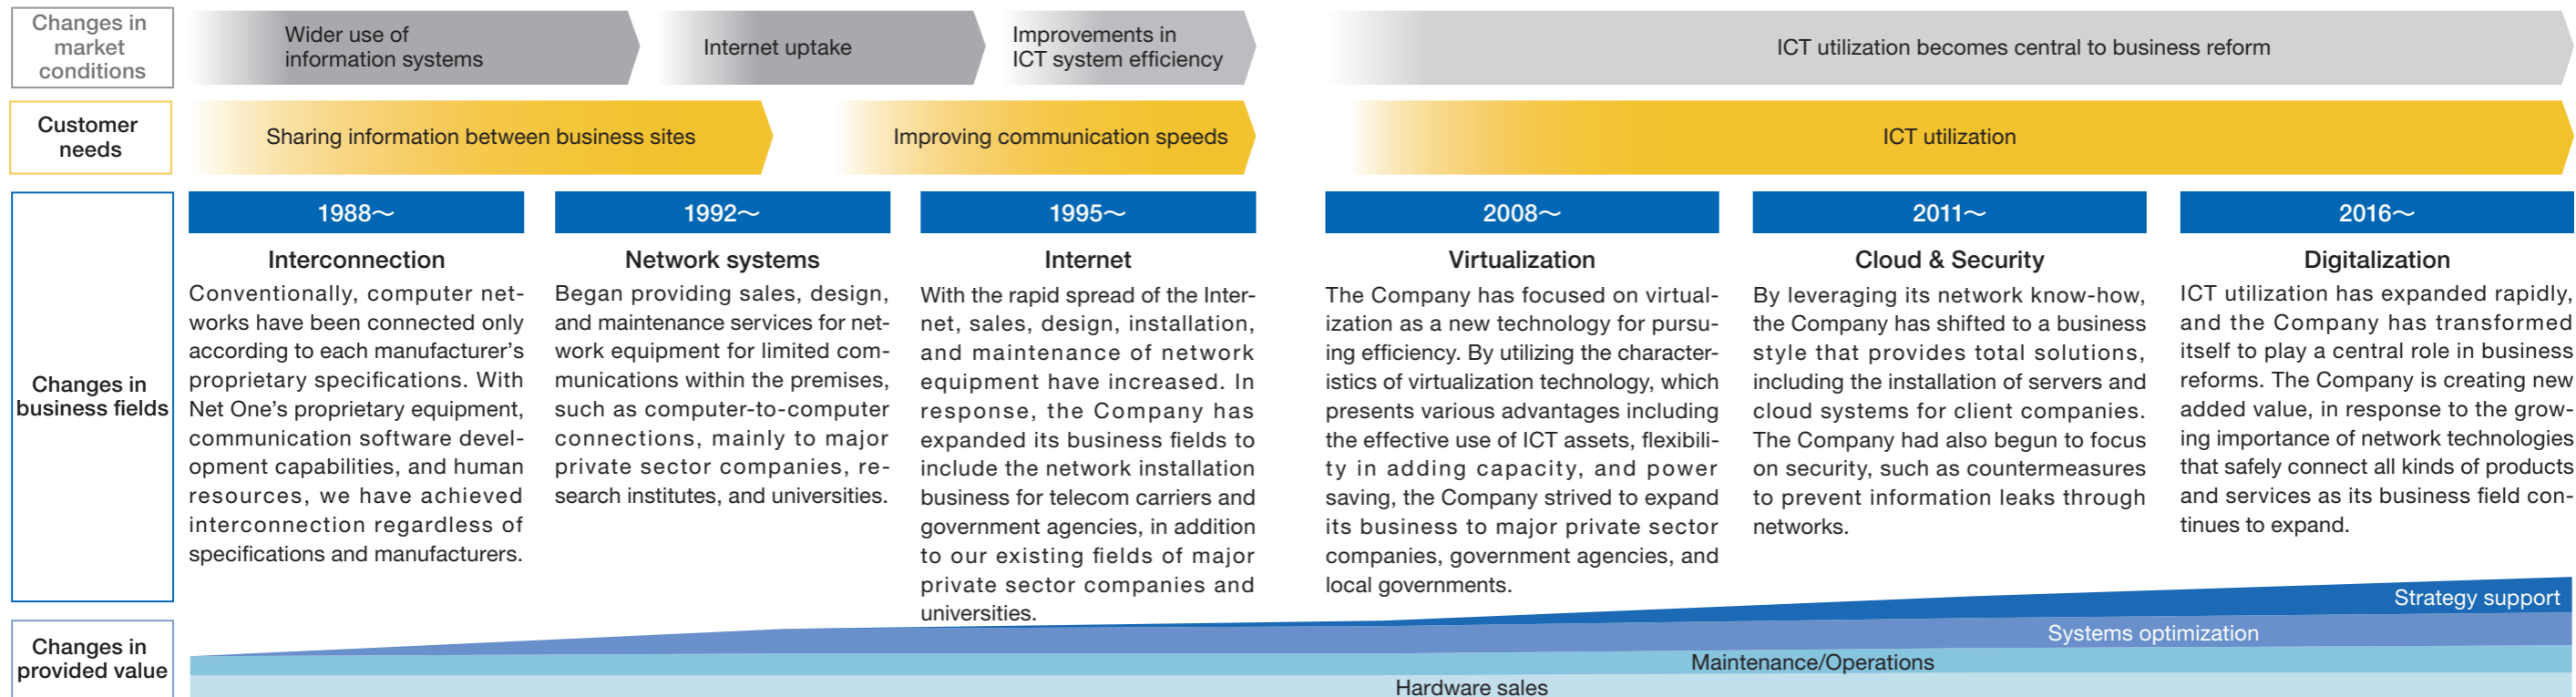 Changes in
market
conditions
Wider use of
information systems
Internet uptake
Improvements in
ICT system efficiency
ICT utilization becomes central to business reform
Customer
needs
Sharing information between business sites
Improving communication speeds
ICT utilization
Changes in
business fields
1988～
Interconnection
Conventionally, computer net-
works have been connected only
according to each manufacturer's
proprietary specifications. With
Net One's proprietary equipment,
communication software devel-
opment capabilities, and human
resources, we have achieved
interconnection regardless of
specifications and manufacturers.
1992～
Network systems
Began providing sales, design,
and maintenance services for net-
work equipment for limited com-
munications within the premises,
such as computer-to-computer
connections, mainly to major
private sector companies, re-
search institutes, and universities.
1995～
Internet
With the rapid spread of the Inter-
net, sales, design, installation,
and maintenance of network
equipment have increased. In
response, the Company has
expanded its business fields to
include the network installation
business for telecom carriers and
government agencies, in addition
to our existing fields of major
private sector companies and
universities.
2008～
Virtualization
The Company has focused on virtual-
ization as a new technology for pursu-
ing efficiency. By utilizing the character-
istics of virtualization technology, which
presents various advantages including
the effective use of ICT assets, flexibili-
ty in adding capacity, and power
saving, the Company strived to expand
its business to major private sector
companies, government agencies, and
local governments.
2011～
Cloud & Security
By leveraging its network know-how,
the Company has shifted to a business
style that provides total solutions,
including the installation of servers and
cloud systems for client companies.
The Company had also begun to focus
on security, such as countermeasures
to prevent information leaks through
networks.
2016～
Digitalization
ICT utilization has expanded rapidly,
and the Company has transformed
itself to play a central role in business
reforms. The Company is creating new
added value, in response to the grow-
ing importance of network technologies
that safely connect all kinds of products
and services as its business field con-
tinues to expand.
Changes in
provided value
Strategy support
Systems optimization
Maintenance/Operations
Hardware sales